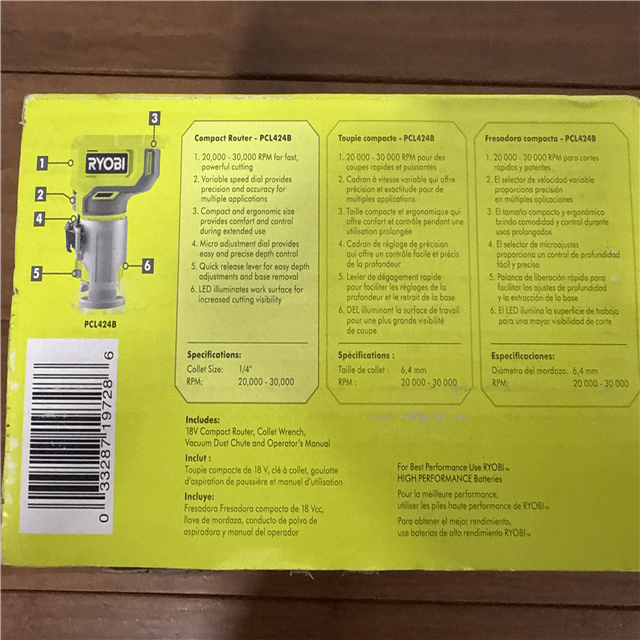 3
1
RYOBI
2
4
5
6
PCL424B
0 33287 19728 6
Compact Router - PCL424B
1. 20,000 - 30,000 RPM for fast,
powerful cutting
2. Variable speed dial provides
precision and accuracy for
multiple applications
3. Compact and ergonomic size
provides comfort and control
during extended use
4. Micro adjustment dial provides
easy and precise depth control
5. Quick release lever for easy depth
adjustments and base removal
6. LED illuminates work surface for
increased cutting visibility
Specifications:
Collet Size: 1/4"
RPM: 20,000 - 30,000
Toupie compacte - PCL424B
1. 20 000 - 30 000 RPM pour des
coupes rapides et puissantes
2. Cadran à vitesse variable qui offre
précision et exactitude pour de
multiples applications
3. Taille compacte et ergonomique qui
offre confort et contrôle pendant une
utilisation prolongée
4. Cadran de réglage de précision
qui offre un contrôle facile et précis
de la profondeur
5. Levier de dégagement rapide
pour faciliter les réglages de la
profondeur et le retrait de la base
6. DEL illuminant la surface de travail
pour une plus grande visibilité
de coupe
Spécifications :
Taille de collet : 6,4 mm
RPM : 20 000 - 30 000
Fresadora compacta - PCL424B
1. 20 000 - 30 000 RPM para cortes
rápidos y potentes
2. El selector de velocidad variable
proporciona precisión
en múltiples aplicaciones
3. El tamaño compacto y ergonómico
brinda comodidad y control durante
usos prolongados
4. El selector de microajustes
proporciona un control de profundidad
fácil y preciso
5. Palanca de liberación rápida para
facilitar los ajustes de profundidad
y la extracción de la base
6. El LED ilumina la superficie de trabajo
para una mayor visibilidad de corte
Especificaciones:
Diámetro del mordaza: 6,4 mm
RPM: 20 000 - 30 000
Includes:
18V Compact Router, Collet Wrench,
Vacuum Dust Chute and Operator's Manual
Inclut :
Toupie compacte de 18 V, clé à collet, goulotte
d'aspiration de poussière et manuel d'utilisation
Incluye:
Fresadora Fresadora compacta de 18 Vcc,
llave de mordaza, conducto de polvo de
aspiradora y manual del operador
For Best Performance Use RYOBI™
HIGH PERFORMANCE Batteries
Pour la meilleure performance,
utiliser les piles haute performance de RYOBI™.
Para obtener el mejor rendimiento,
use baterías de alto rendimiento RYOBI™.